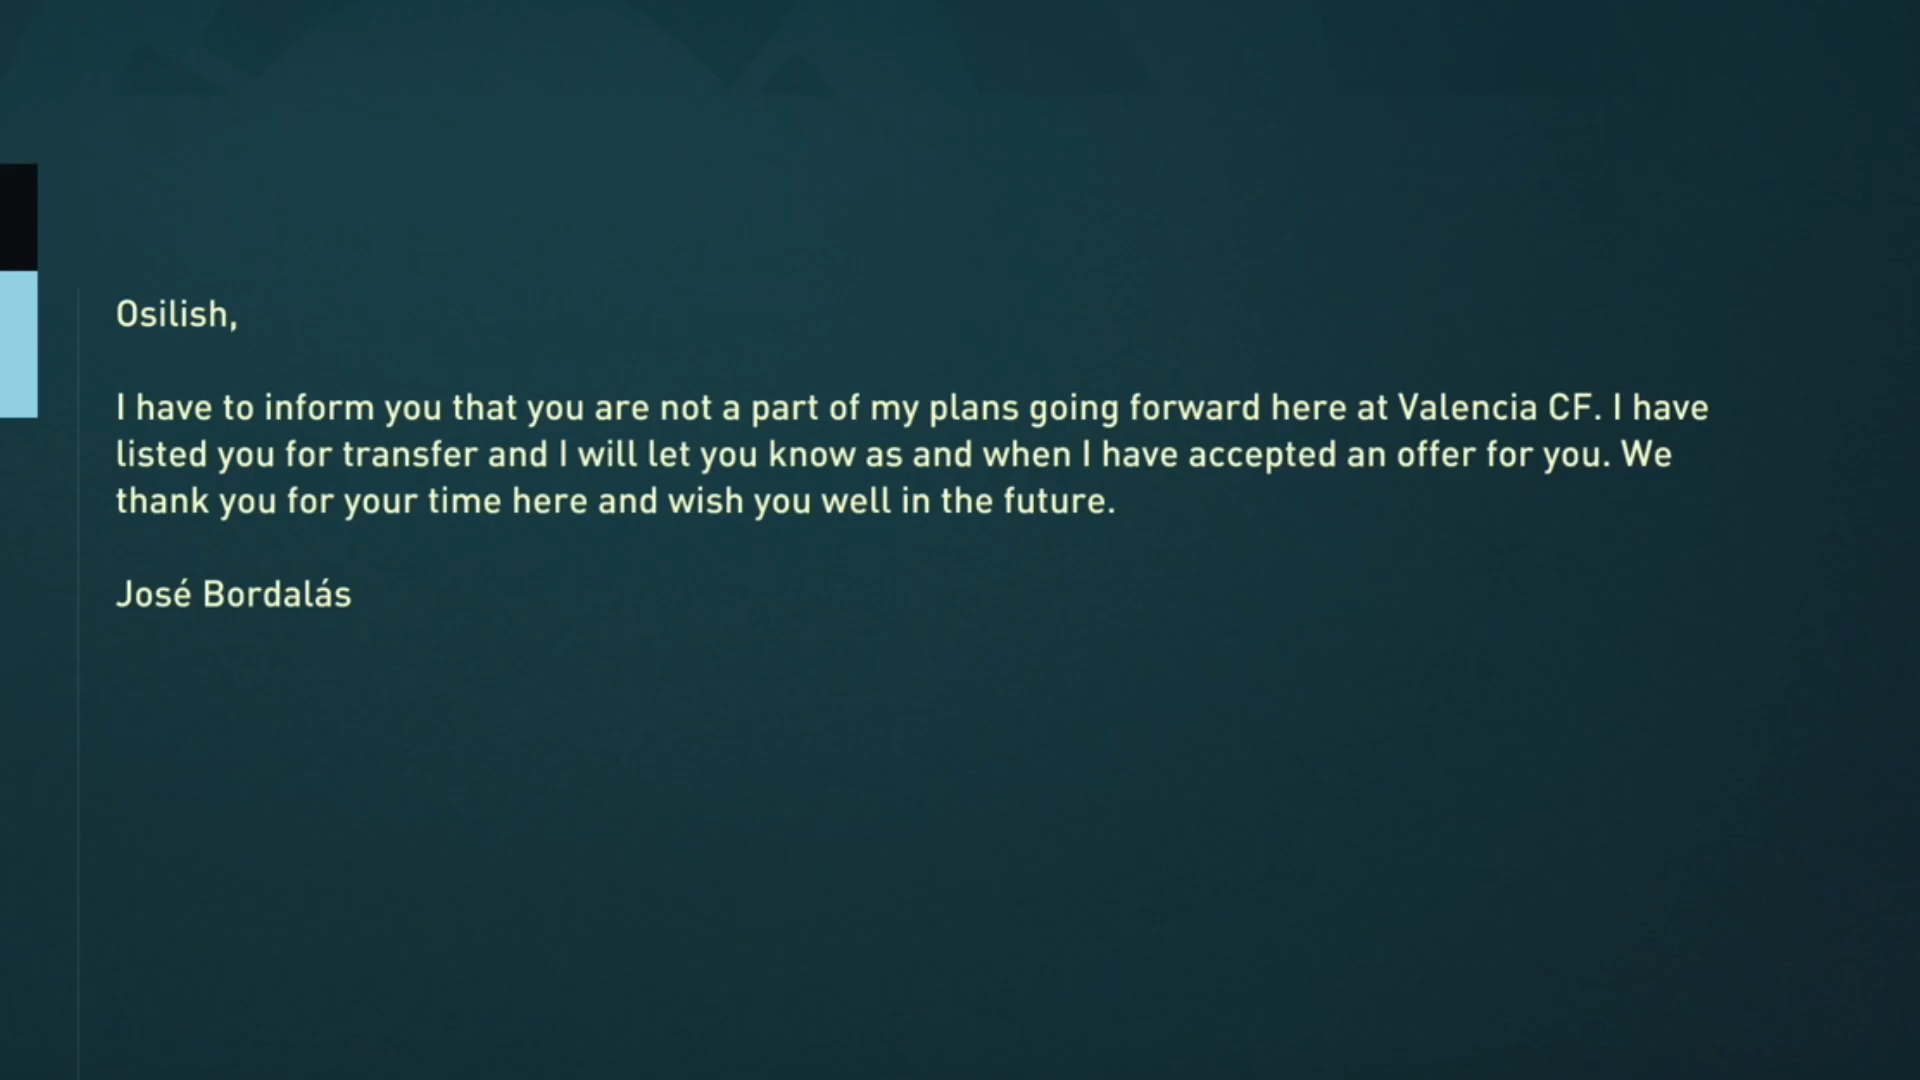 Osilish,
I have to inform you that you are not a part of my plans going forward here at Valencia CF. I have
listed you for transfer and I will let you know as and when I have accepted an offer for you. We
thank you for your time here and wish you well in the future.
José Bordalás